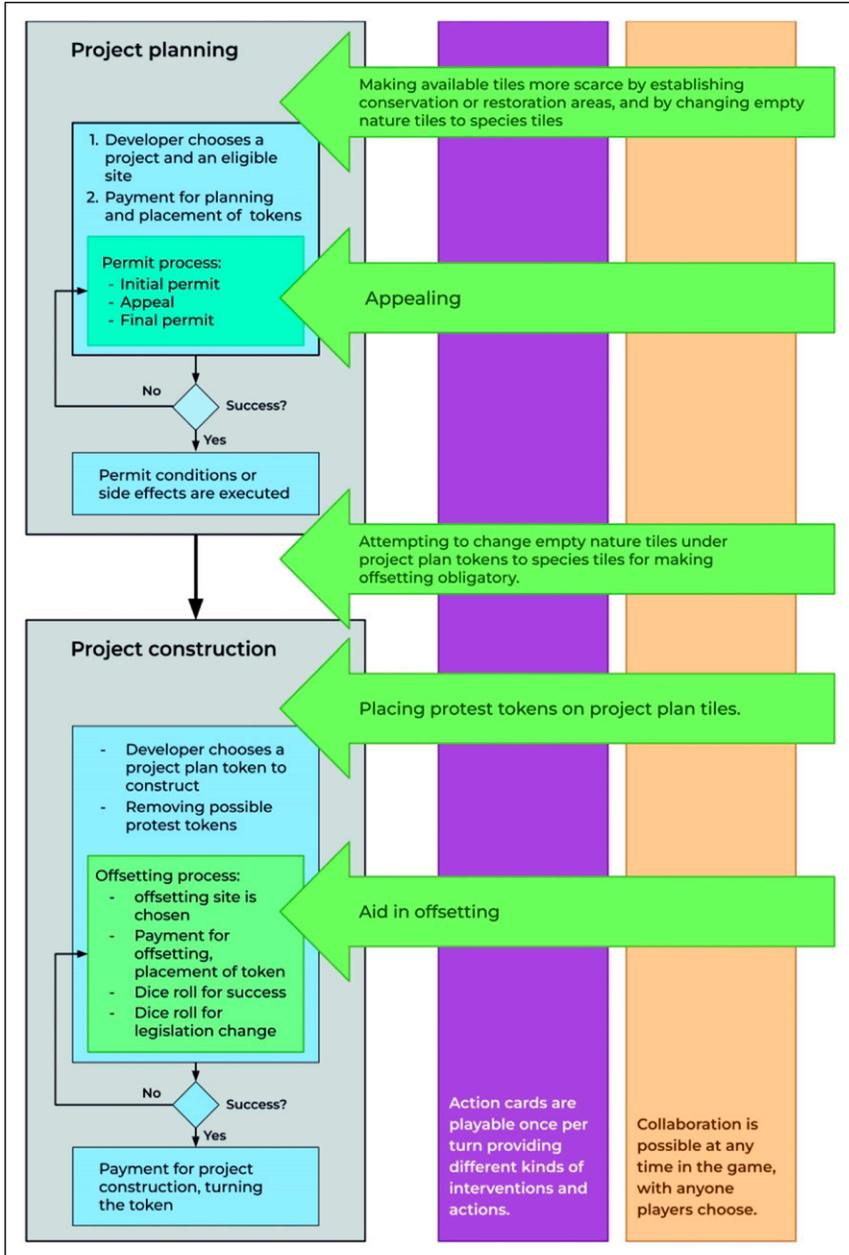 Project planning
Making available tiles more scarce by establishing
conservation or restoration areas, and by changing empty
nature tiles to species tiles
1. Developer chooses a
project and an eligible
site
2. Payment for planning
and placement of tokens
Permit process:
- Initial permit
- Appeal
- Final permit
Appealing
No
Success?
Yes
Permit conditions or
side effects are executed
Attempting to change empty nature tiles under
project plan tokens to species tiles for making
offsetting obligatory.
Project construction
Placing protest tokens on project plan tiles.
- Developer chooses a
project plan token to
construct
- Removing possible
protest tokens
Offsetting process:
- offsetting site is
chosen
- Payment for
offsetting,
placement of token
- Dice roll for success
- Dice roll for
legislation change
Aid in offsetting
No
Success?
Yes
Payment for project
construction, turning
the token
Action cards are
playable once per
turn providing
different kinds of
interventions and
actions.
Collaboration is
possible at any
time in the game,
with anyone
players choose.